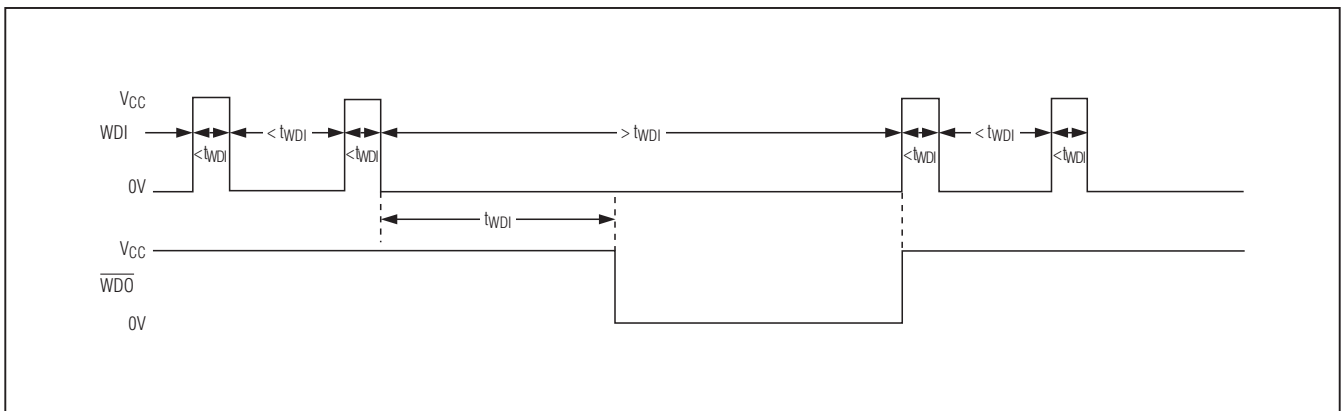 VCC
WDI < tWDI > tWDI < tWDI
<tWDI <tWDI <tWDI <tWDI
0V
tWDI
VCC
WDO
0V